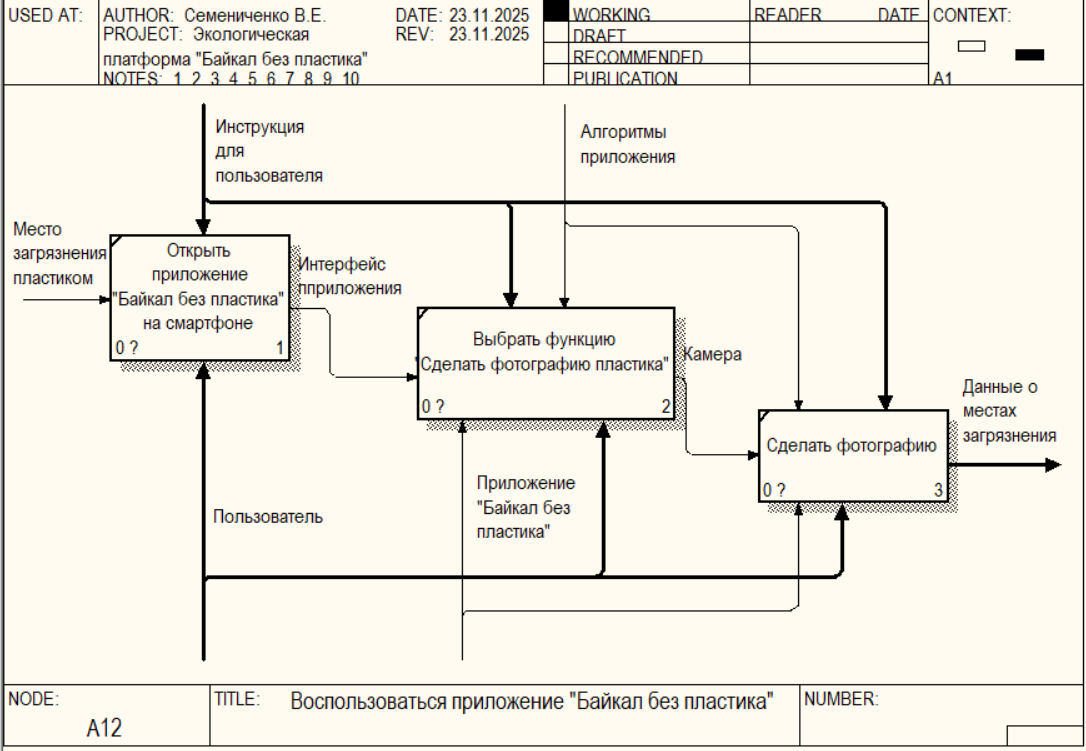 USED AT:
AUTHOR: Семениченко В.Е.
DATE: 23.11.2025
PROJECT: Экологическая
REV: 23.11.2025
платформа "Байкал без пластика"
NOTES: 1 2 3 4 5 6 7 8 9 10
WORKING
DRAFT
RECOMMENDED
PUBLICATION
READER
DATE
CONTEXT:
A1
Инструкция
для
пользователя
Алгоритмы
приложения
Место
загрязнения
пластиком
Открыть
приложение
"Байкал без пластика"
на смартфоне
0 ?
1
Интерфейс
пприложения
Выбрать функцию
"Сделать фотографию пластика"
0 ?
2
Камера
Сделать фотографию
0 ?
3
Данные о
местах
загрязнения
Пользователь
Приложение
"Байкал без
пластика"
NODE:
A12
TITLE:
Воспользоваться приложение "Байкал без пластика"
NUMBER: